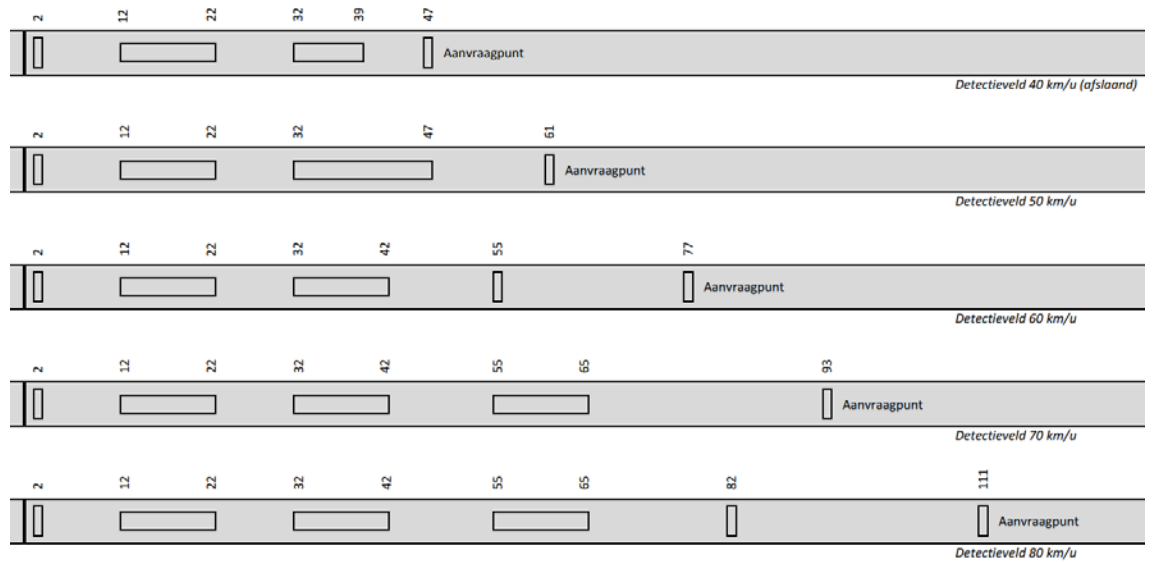 2 12 22 32 39 47
Aanvraagpunt
Detectieveld 40 km/u (afslaand)
2 12 22 32 47 61
Aanvraagpunt
Detectieveld 50 km/u
2 12 22 32 42 55 77
Aanvraagpunt
Detectieveld 60 km/u
2 12 22 32 42 55 65 93
Aanvraagpunt
Detectieveld 70 km/u
2 12 22 32 42 55 65 82 111
Aanvraagpunt
Detectieveld 80 km/u